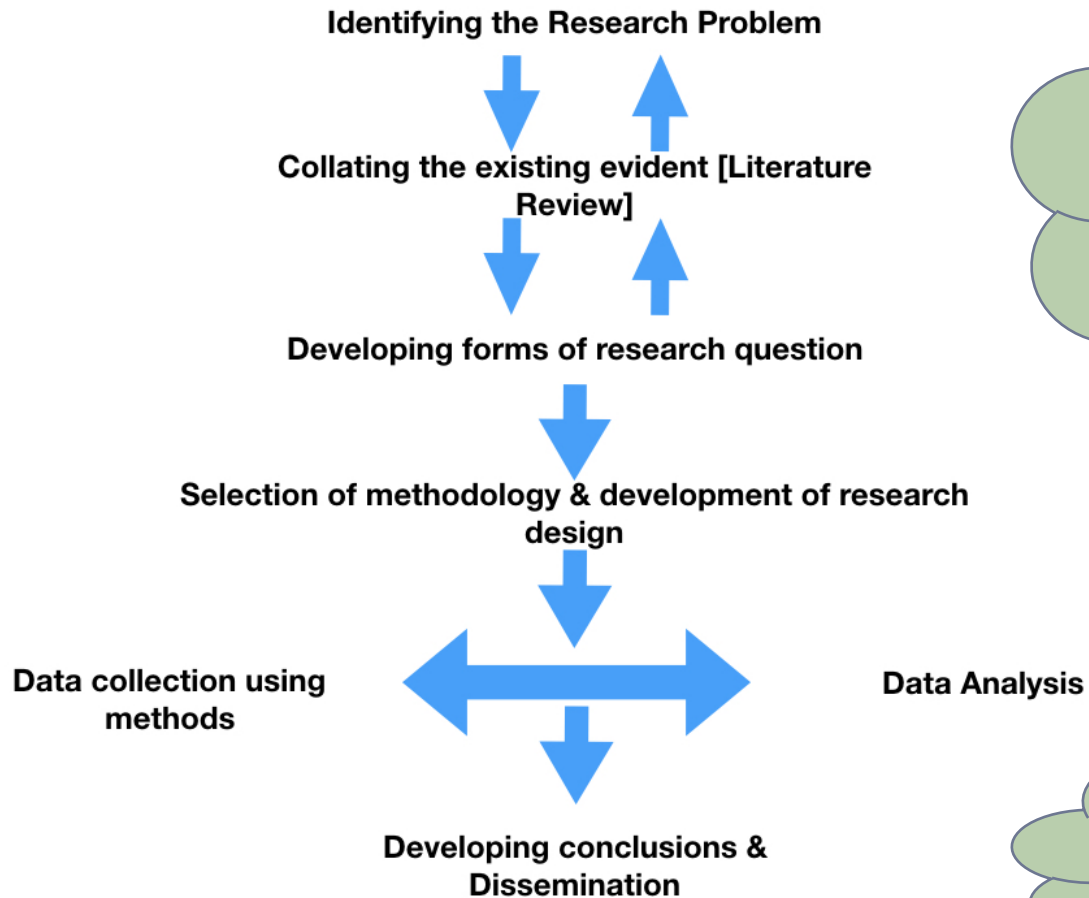 Identifying the Research Problem
Collating the existing evident [Literature
Review]
Developing forms of research question
Selection of methodology & development of research
design
Data collection using
methods
Data Analysis
Developing conclusions &
Dissemination